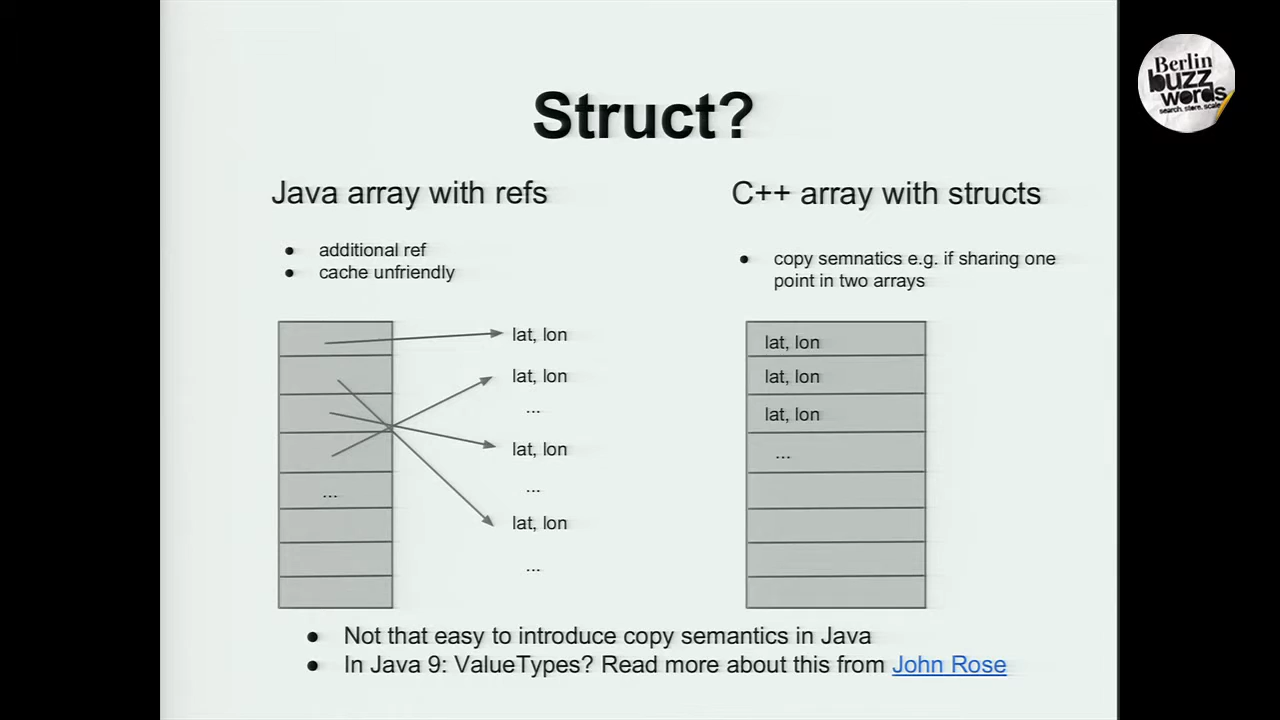 Struct?
Java array with refs
additional ref
cache unfriendly
lat, lon
lat, lon
...
lat, lon
...
lat, lon
...
...
C++ array with structs
copy semnatics e.g. if sharing one
point in two arrays
lat, lon
lat, lon
lat, lon
...
Not that easy to introduce copy semantics in Java
In Java 9: ValueTypes? Read more about this from John Rose
Berlin
buzz
words
search. store. scale